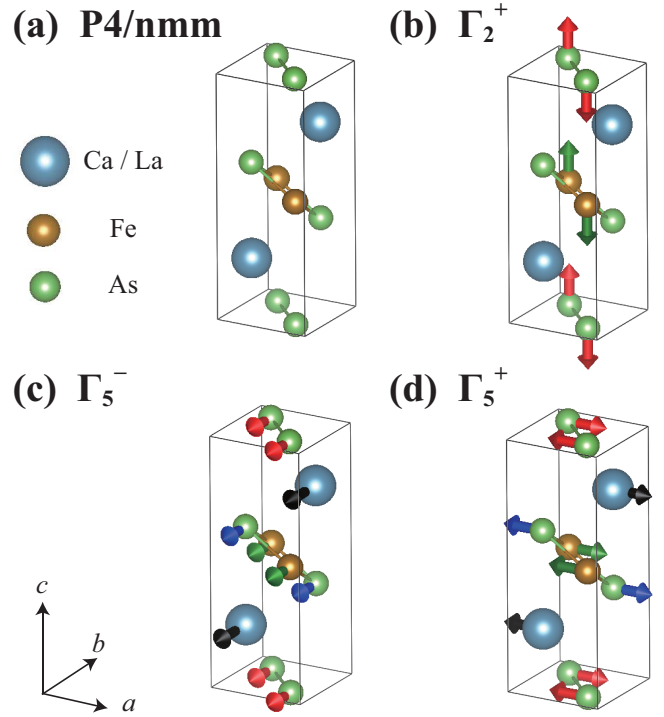 (a) P4/nmm
(b) Γ₂⁺
Ca / La
Fe
As
(c) Γ₅⁻
(d) Γ₅⁺
c
b
a